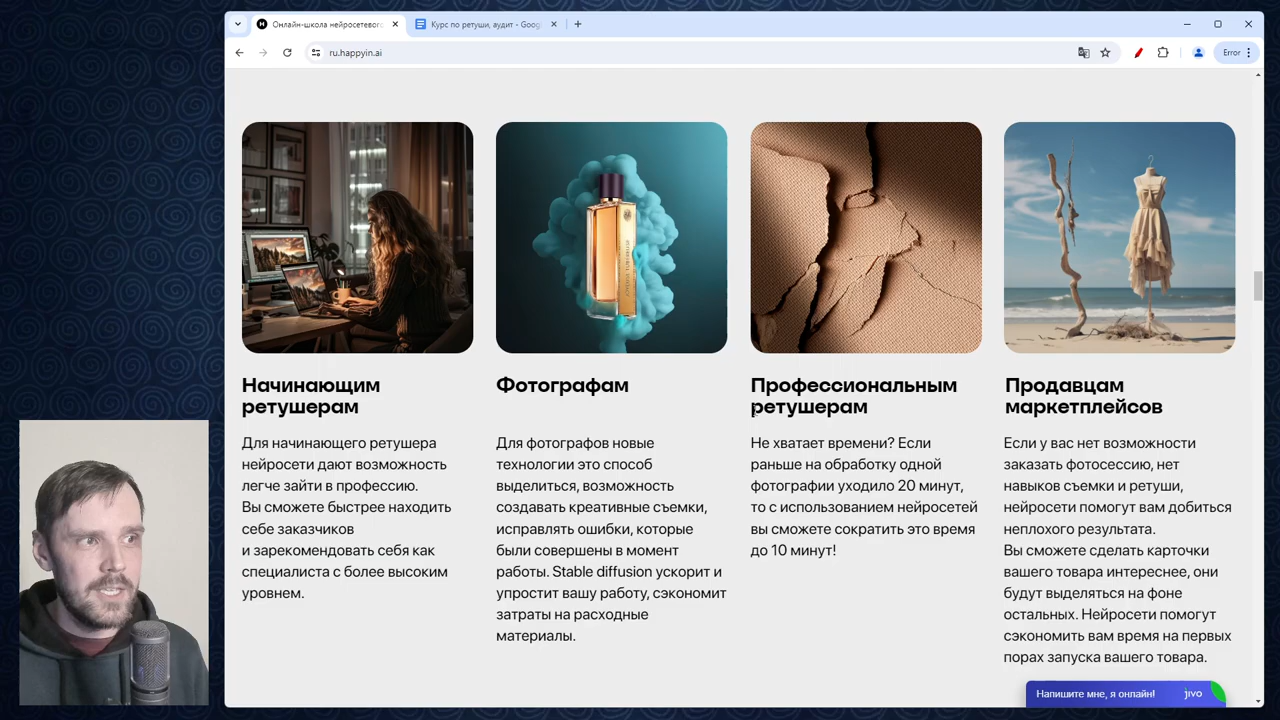 Онлайн-школа нейросетевого
Курс по ретуши, аудит - Goog
ru.happyin.ai
Error
Начинающим
ретушерам
Для начинающего ретушера
нейросети дают возможность
легче зайти в профессию.
Вы сможете быстрее находить
себе заказчиков
и зарекомендовать себя как
специалиста с более высоким
уровнем.
Фотографам
Для фотографов новые
технологии это способ
выделиться, возможность
создавать креативные съемки,
исправлять ошибки, которые
были совершены в момент
работы. Stable diffusion ускорит и
упростит вашу работу, сэкономит
затраты на расходные
материалы.
Профессиональным
ретушерам
Не хватает времени? Если
раньше на обработку одной
фотографии уходило 20 минут,
то с использованием нейросетей
вы сможете сократить это время
до 10 минут!
Продавцам
маркетплейсов
Если у вас нет возможности
заказать фотосессию, нет
навыков съемки и ретуши,
нейросети помогут вам добиться
неплохого результата.
Вы сможете сделать карточки
вашего товара интереснее, они
будут выделяться на фоне
остальных. Нейросети помогут
сэкономить вам время на первых
порах запуска вашего товара.
Напишите мне, я онлайн!
jivo